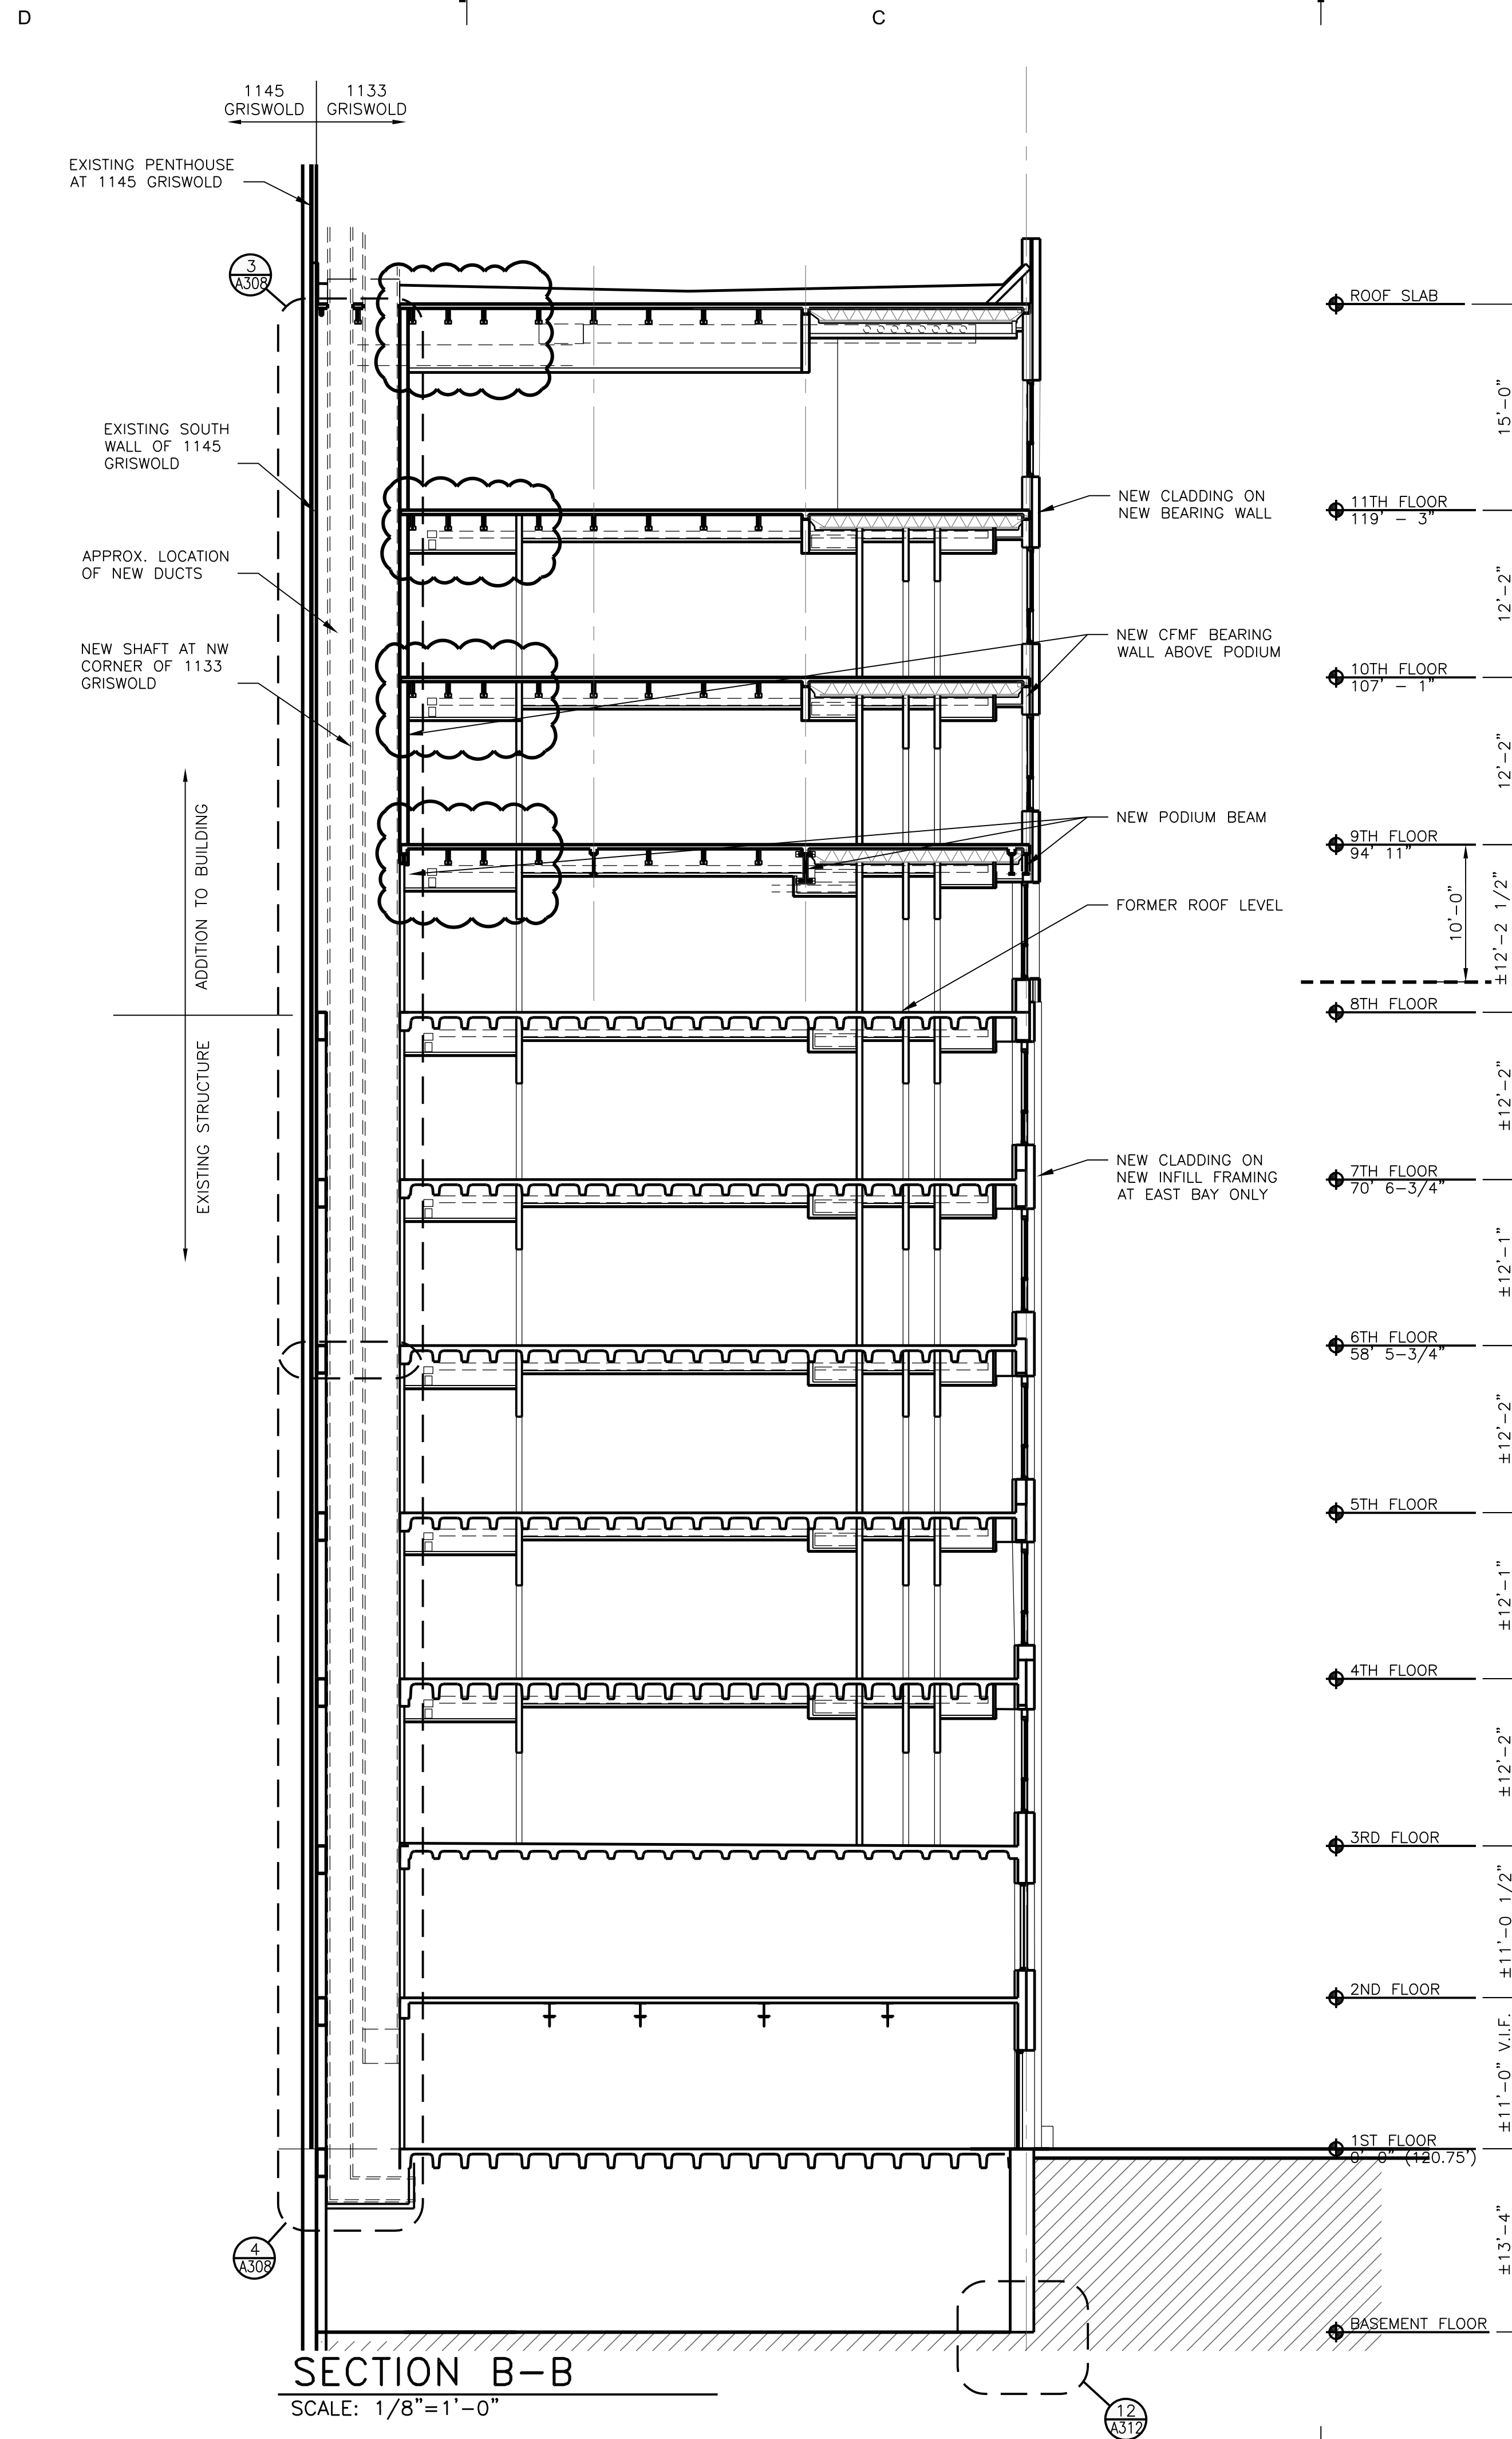 D
C
1145
GRISWOLD
1133
GRISWOLD
EXISTING PENTHOUSE
AT 1145 GRISWOLD
3
A308
ROOF SLAB
15'-0"
EXISTING SOUTH
WALL OF 1145
GRISWOLD
NEW CLADDING ON
NEW BEARING WALL
11TH FLOOR
119' - 3"
APPROX. LOCATION
OF NEW DUCTS
12'-2"
NEW SHAFT AT NW
CORNER OF 1133
GRISWOLD
NEW CFMF BEARING
WALL ABOVE PODIUM
10TH FLOOR
107' - 1"
12'-2"
ADDITION TO BUILDING
NEW PODIUM BEAM
9TH FLOOR
94' 11"
10'-0"
±12'-2 1/2"
FORMER ROOF LEVEL
8TH FLOOR
EXISTING STRUCTURE
±12'-2"
NEW CLADDING ON
NEW INFILL FRAMING
AT EAST BAY ONLY
7TH FLOOR
70' 6-3/4"
±12'-1"
6TH FLOOR
58' 5-3/4"
±12'-2"
5TH FLOOR
±12'-1"
4TH FLOOR
±12'-2"
3RD FLOOR
±11'-0 1/2"
2ND FLOOR
±11'-0" V.I.F.
1ST FLOOR
0' 0" (120.75')
±13'-4"
4
A308
BASEMENT FLOOR
SECTION B-B
SCALE: 1/8"=1'-0"
12
A312